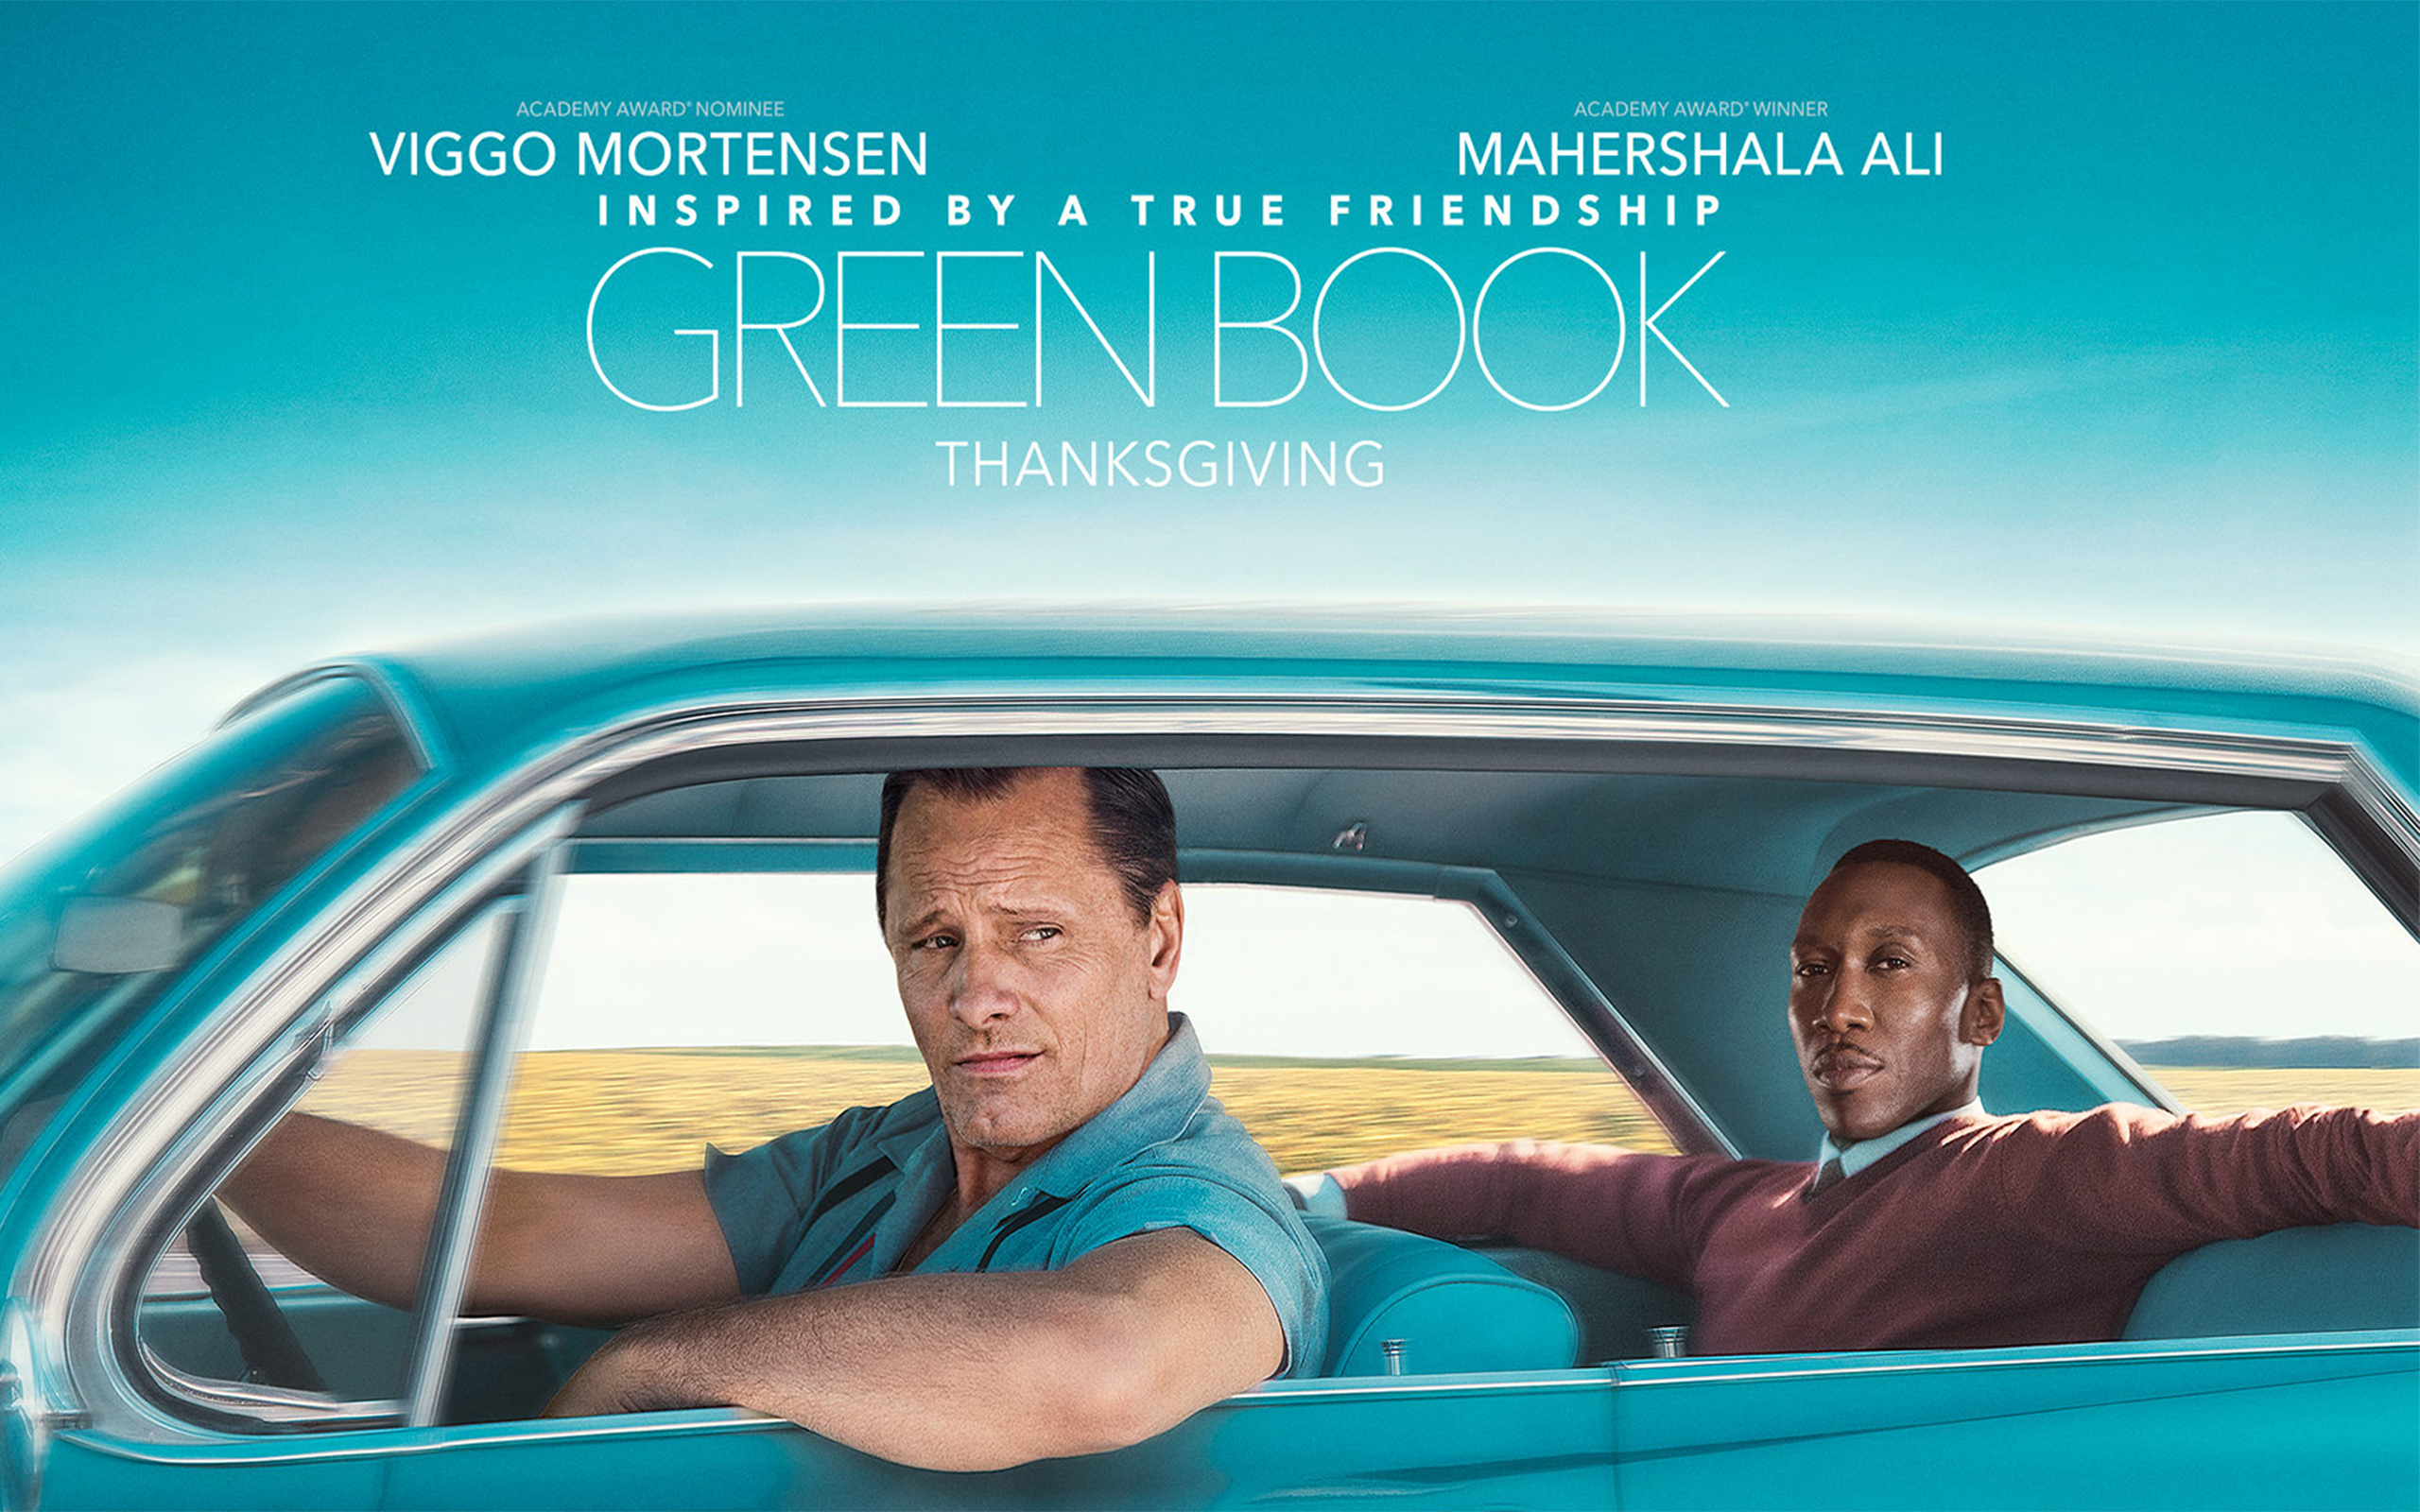 ACADEMY AWARD® NOMINEE
VIGGO MORTENSEN
ACADEMY AWARD® WINNER
MAHERSHALA ALI
INSPIRED BY A TRUE FRIENDSHIP
GREEN BOOK
THANKSGIVING